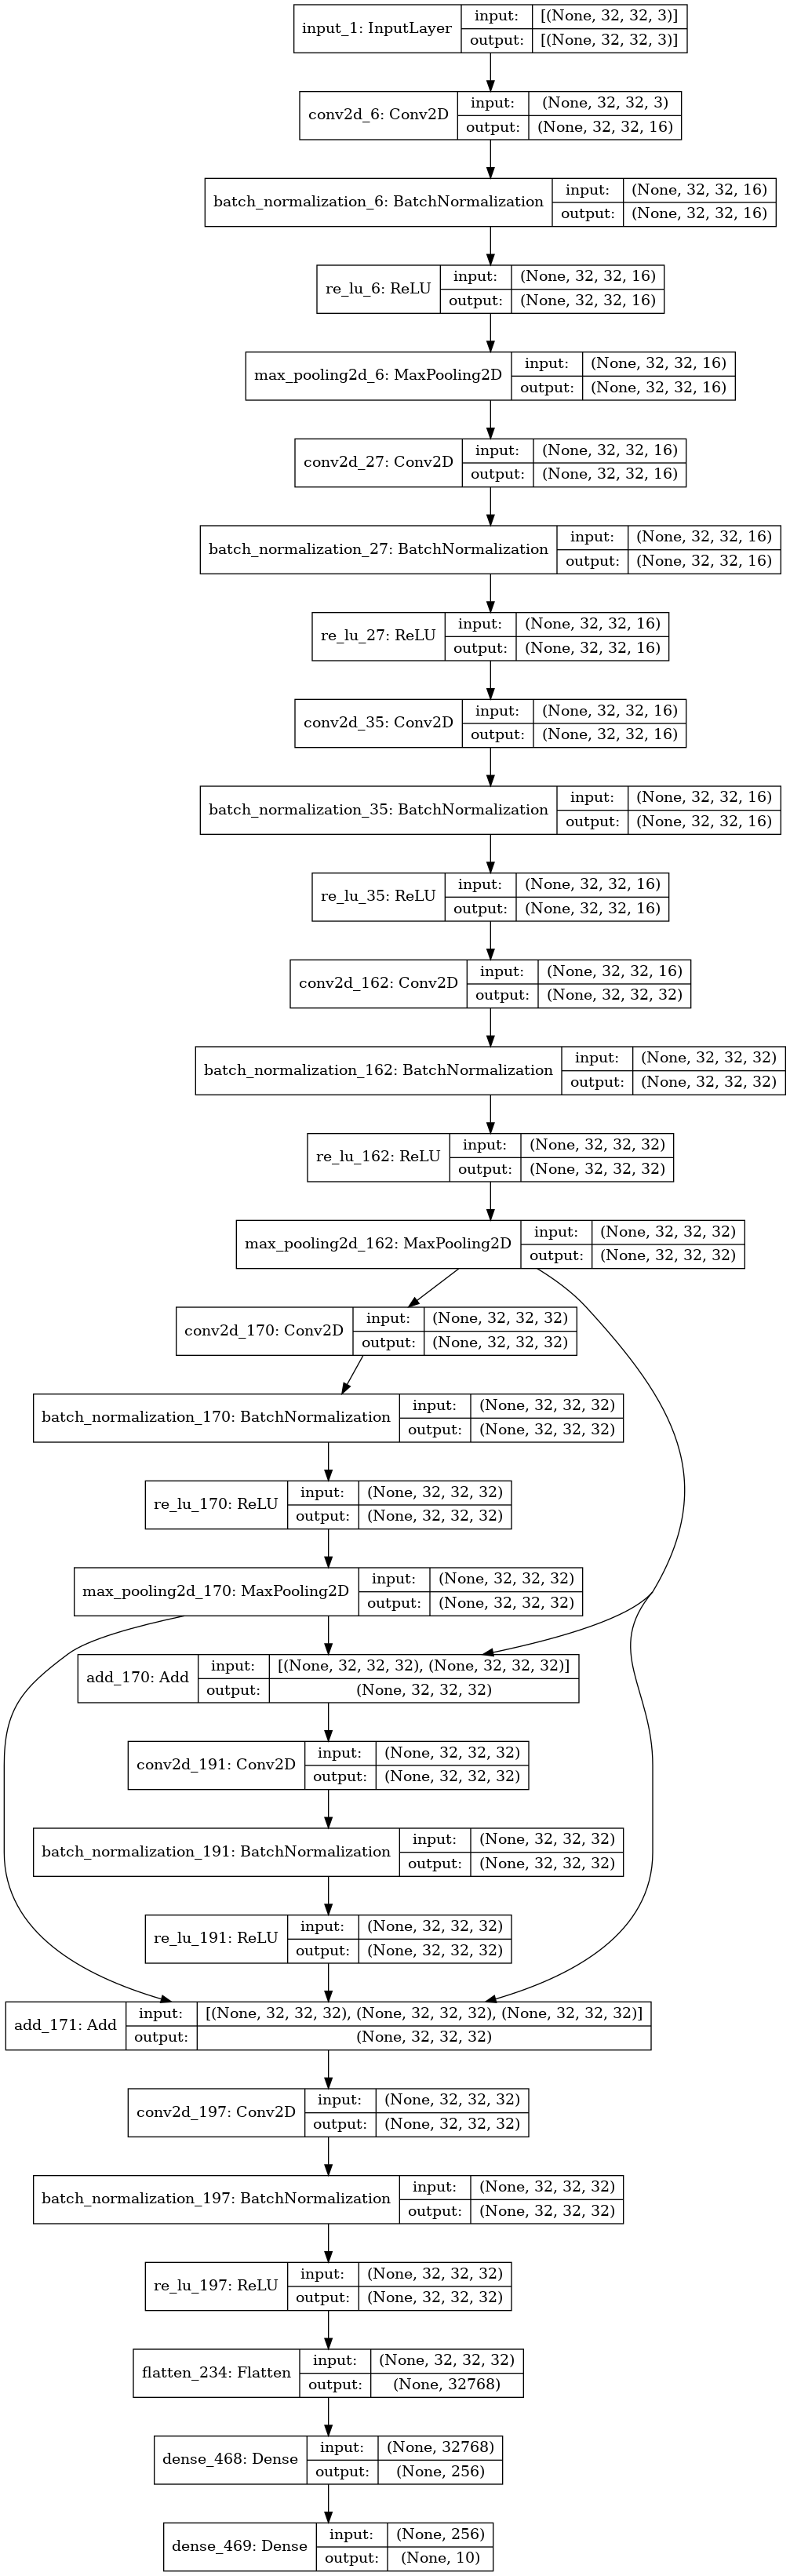 input_1: InputLayer
input: [(None, 32, 32, 3)]
output: [(None, 32, 32, 3)]
conv2d_6: Conv2D
input: (None, 32, 32, 3)
output: (None, 32, 32, 16)
batch_normalization_6: BatchNormalization
input: (None, 32, 32, 16)
output: (None, 32, 32, 16)
re_lu_6: ReLU
input: (None, 32, 32, 16)
output: (None, 32, 32, 16)
max_pooling2d_6: MaxPooling2D
input: (None, 32, 32, 16)
output: (None, 32, 32, 16)
conv2d_27: Conv2D
input: (None, 32, 32, 16)
output: (None, 32, 32, 16)
batch_normalization_27: BatchNormalization
input: (None, 32, 32, 16)
output: (None, 32, 32, 16)
re_lu_27: ReLU
input: (None, 32, 32, 16)
output: (None, 32, 32, 16)
conv2d_35: Conv2D
input: (None, 32, 32, 16)
output: (None, 32, 32, 16)
batch_normalization_35: BatchNormalization
input: (None, 32, 32, 16)
output: (None, 32, 32, 16)
re_lu_35: ReLU
input: (None, 32, 32, 16)
output: (None, 32, 32, 16)
conv2d_162: Conv2D
input: (None, 32, 32, 16)
output: (None, 32, 32, 32)
batch_normalization_162: BatchNormalization
input: (None, 32, 32, 32)
output: (None, 32, 32, 32)
re_lu_162: ReLU
input: (None, 32, 32, 32)
output: (None, 32, 32, 32)
max_pooling2d_162: MaxPooling2D
input: (None, 32, 32, 32)
output: (None, 32, 32, 32)
conv2d_170: Conv2D
input: (None, 32, 32, 32)
output: (None, 32, 32, 32)
batch_normalization_170: BatchNormalization
input: (None, 32, 32, 32)
output: (None, 32, 32, 32)
re_lu_170: ReLU
input: (None, 32, 32, 32)
output: (None, 32, 32, 32)
max_pooling2d_170: MaxPooling2D
input: (None, 32, 32, 32)
output: (None, 32, 32, 32)
add_170: Add
input: [(None, 32, 32, 32), (None, 32, 32, 32)]
output: (None, 32, 32, 32)
conv2d_191: Conv2D
input: (None, 32, 32, 32)
output: (None, 32, 32, 32)
batch_normalization_191: BatchNormalization
input: (None, 32, 32, 32)
output: (None, 32, 32, 32)
re_lu_191: ReLU
input: (None, 32, 32, 32)
output: (None, 32, 32, 32)
add_171: Add
input: [(None, 32, 32, 32), (None, 32, 32, 32), (None, 32, 32, 32)]
output: (None, 32, 32, 32)
conv2d_197: Conv2D
input: (None, 32, 32, 32)
output: (None, 32, 32, 32)
batch_normalization_197: BatchNormalization
input: (None, 32, 32, 32)
output: (None, 32, 32, 32)
re_lu_197: ReLU
input: (None, 32, 32, 32)
output: (None, 32, 32, 32)
flatten_234: Flatten
input: (None, 32, 32, 32)
output: (None, 32768)
dense_468: Dense
input: (None, 32768)
output: (None, 256)
dense_469: Dense
input: (None, 256)
output: (None, 10)